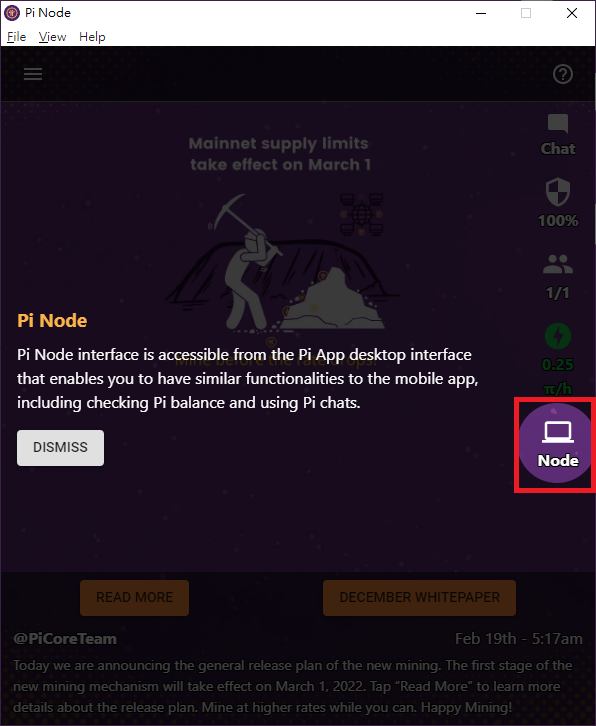 Pi Node
File View Help
Mainnet supply limits
take effect on March 1
Chat
100%
1/1
0.25
π/h
Pi Node
Pi Node interface is accessible from the Pi App desktop interface
that enables you to have similar functionalities to the mobile app,
including checking Pi balance and using Pi chats.
Mine before the rate drops!
DISMISS
Node
READ MORE
DECEMBER WHITEPAPER
@PiCoreTeam
Feb 19th - 5:17am
Today we are announcing the general release plan of the new mining. The first stage of the
new mining mechanism will take effect on March 1, 2022. Tap “Read More” to learn more
details about the release plan. Mine at higher rates while you can. Happy Mining!